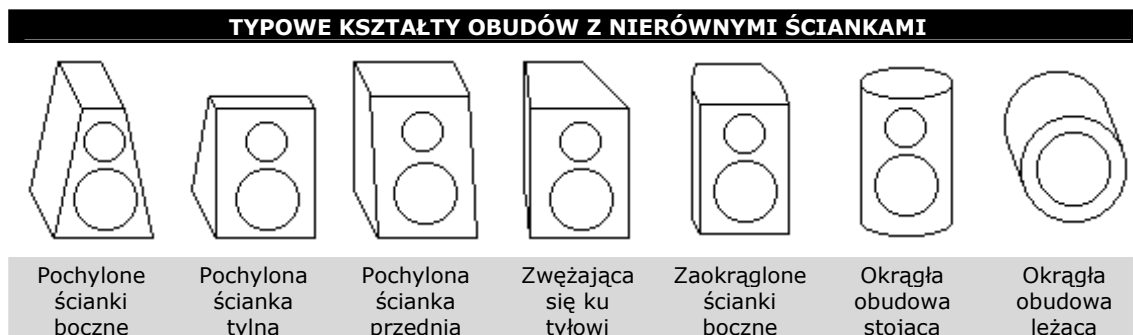 TYPOWE KSZTAŁTY OBUDÓW Z NIERÓWNYMI ŚCIANKAMI
Pochylone
ścianki
boczne
Pochylona
ścianka
tylna
Pochylona
ścianka
przednia
Zwężająca
się ku
tyłowi
Zaokrąglone
ścianki
boczne
Okrągła
obudowa
stojąca
Okrągła
obudowa
leżąca